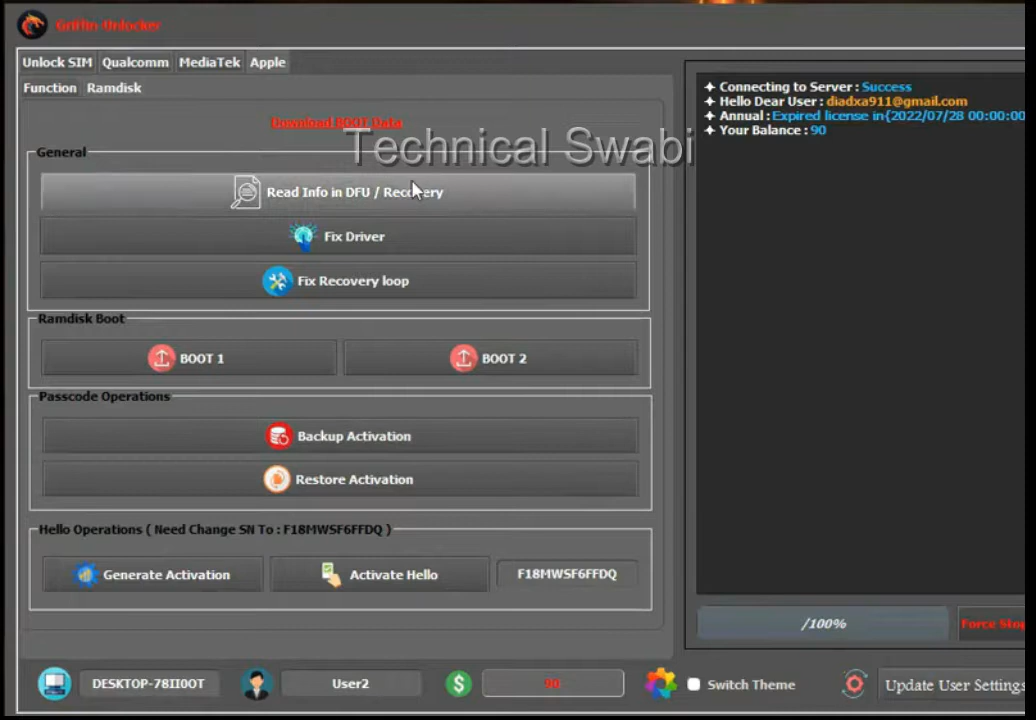 Griffin-Unlocker
Unlock SIM Qualcomm MediaTek Apple
Function Ramdisk
Download BOOT Data
Technical Swabi
General
Read Info in DFU / Recovery
Fix Driver
Fix Recovery loop
Ramdisk Boot
BOOT 1 BOOT 2
Passcode Operations
Backup Activation
Restore Activation
Hello Operations ( Need Change SN To : F18MWSF6FFDQ )
Generate Activation Activate Hello F18MWSF6FFDQ
Connecting to Server : Success
Hello Dear User : diadxa911@gmail.com
Annual : Expired license in{2022/07/28 00:00:00
Your Balance : 90
/100% Force Stop
DESKTOP-78II0OT User2 $ 90 Switch Theme Update User Settings